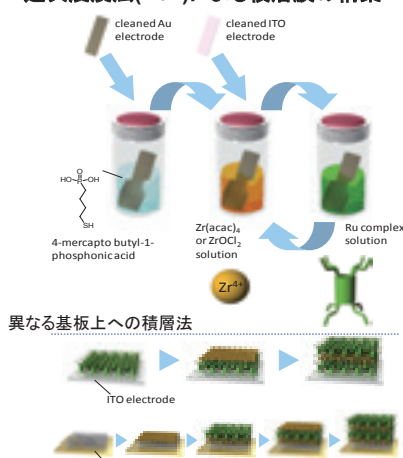 cleaned Au
electrode
cleaned ITO
electrode
O
HO P OH
SH
4-mercapto butyl-1-
phosphonic acid
Zr(acac)4
or ZrOCl2
solution
Ru complex
solution
Zr4+
異なる基板上への積層法
ITO electrode